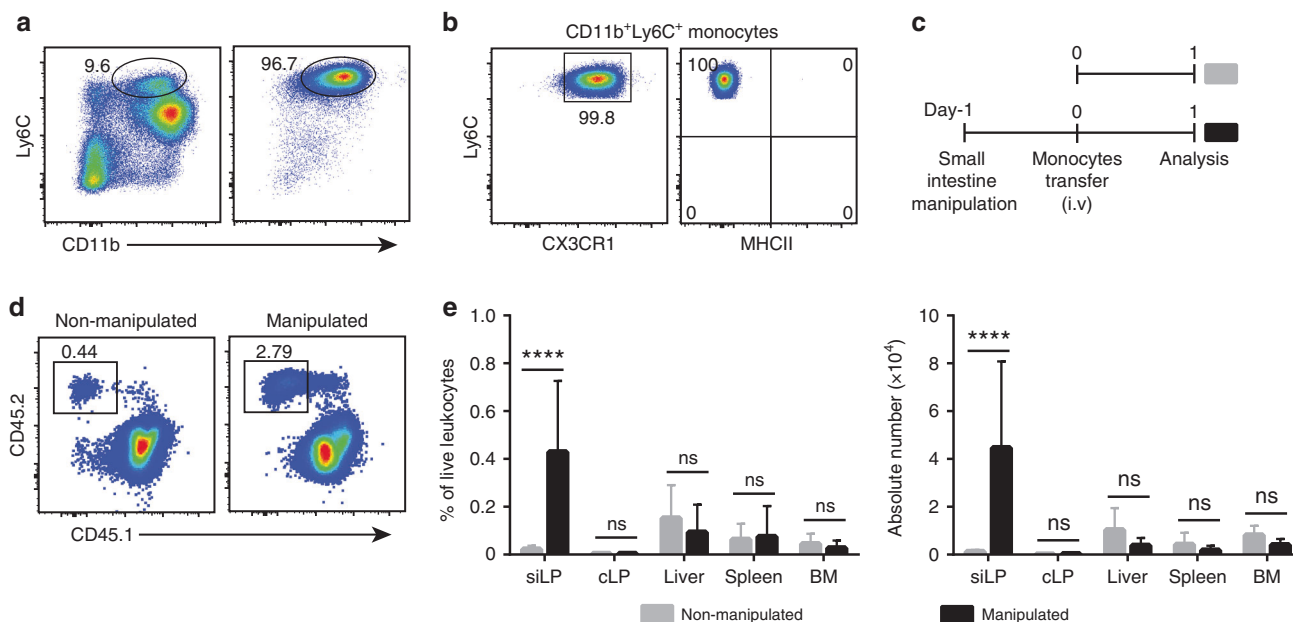 a
9.6
96.7
Ly6C
CD11b
b
CD11b+Ly6C+ monocytes
99.8
100
0
0
0
Ly6C
CX3CR1
MHCII
c
0
1
Day-1
0
1
Small intestine manipulation
Monocytes transfer (i.v)
Analysis
d
Non-manipulated
Manipulated
0.44
2.79
CD45.2
CD45.1
e
% of live leukocytes
1.0
0.8
0.6
0.4
0.2
0
****
ns
ns
ns
ns
siLP
cLP
Liver
Spleen
BM
Absolute number (×10⁴)
10
8
6
4
2
0
****
ns
ns
ns
ns
siLP
cLP
Liver
Spleen
BM
Non-manipulated
Manipulated